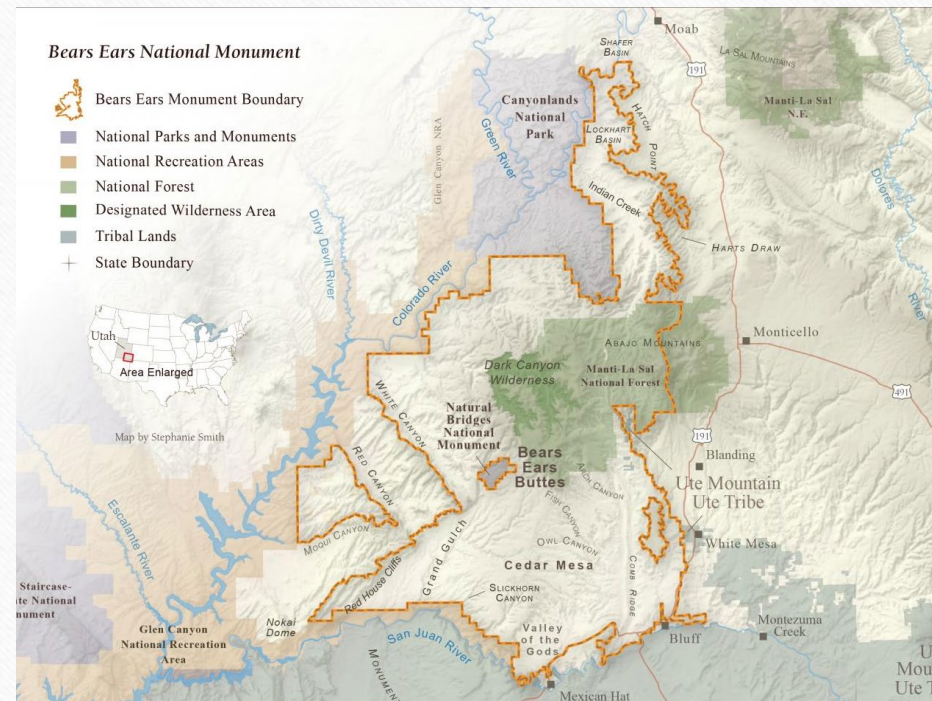 Bears Ears National Monument
Bears Ears Monument Boundary
National Parks and Monuments
National Recreation Areas
National Forest
Designated Wilderness Area
Tribal Lands
State Boundary
Utah
Area Enlarged
Map by Stephanie Smith
Moab
SHAFER
BASIN
191
LA SAL MOUNTAINS
Manti-La Sal
N.F.
Canyonlands
National
Park
LOCKHART
BASIN
HATCH
POINT
Glen Canyon NRA
Green River
Indian Creek
Dolores
River
HARTS DRAW
Dirty Devil River
Colorado River
Monticello
ABAJO MOUNTAINS
Dark Canyon
Wilderness
Manti-La Sal
National Forest
491
WHITE CANYON
Natural
Bridges
National
Monument
191
Blanding
Bears
Ears
Buttes
RED CANYON
ARCH CANYON
Ute Mountain
Ute Tribe
FISH CANYON
Escalante River
MOQUI CANYON
OWL CANYON
White Mesa
Grand Gulch
Cedar Mesa
COMB RIDGE
Red House Cliffs
SLICKHORN
CANYON
Staircase-
te National
nument
Nokai
Dome
Glen Canyon
National Recreation
Area
San Juan River
Valley
of the
Gods
Bluff
Montezuma
Creek
MONUMENT
Mexican Hat
U
Mou
Ute T